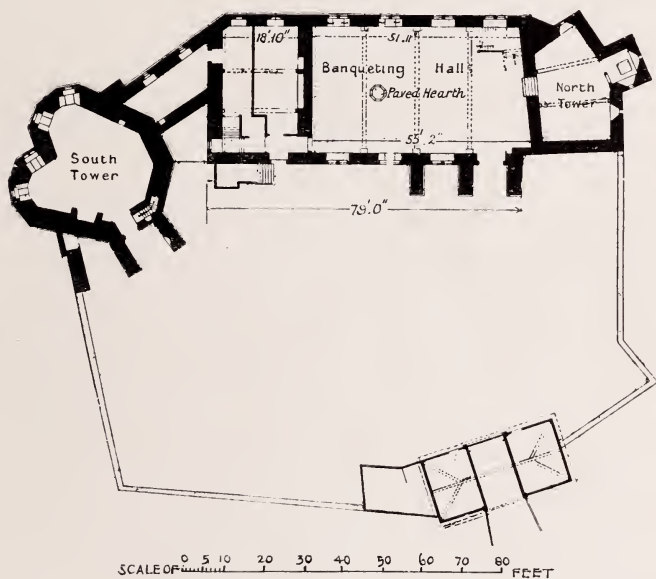 18'.10"
51.11"
Banqueting Hall
Paved Hearth
North Tower
55'.2"
South Tower
79'.0"
0 5 10 20 30 40 50 60 70 80
SCALE OF FEET